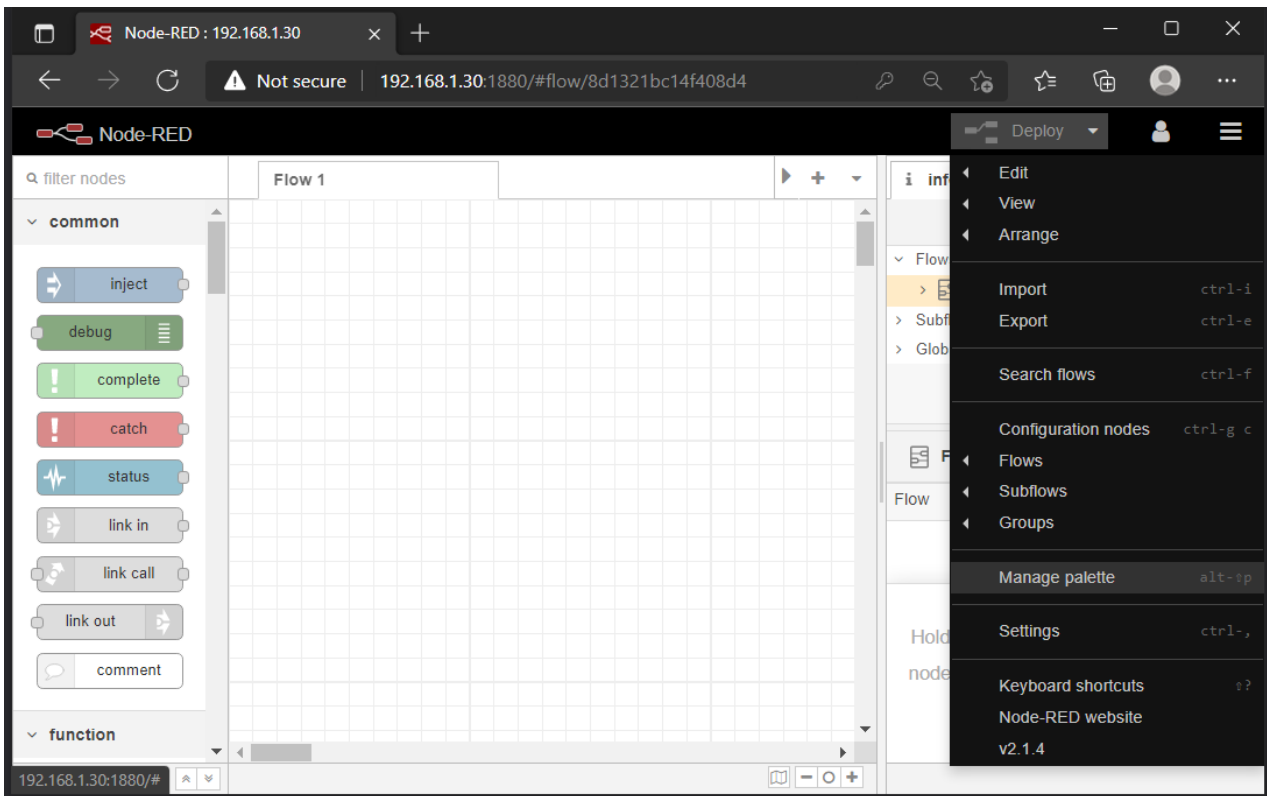 Node-RED : 192.168.1.30
Not secure | 192.168.1.30:1880/#flow/8d1321bc14f408d4
Node-RED
Deploy
filter nodes
Flow 1
i inf
common
inject
debug
complete
catch
status
link in
link call
link out
comment
function
192.168.1.30:1880/#
Flow
Subfl
Glob
F
Flow
Hold
node
Edit
View
Arrange
Import ctrl-i
Export ctrl-e
Search flows ctrl-f
Configuration nodes ctrl-g c
Flows
Subflows
Groups
Manage palette alt-⇧p
Settings ctrl-,
Keyboard shortcuts ⇧?
Node-RED website
v2.1.4